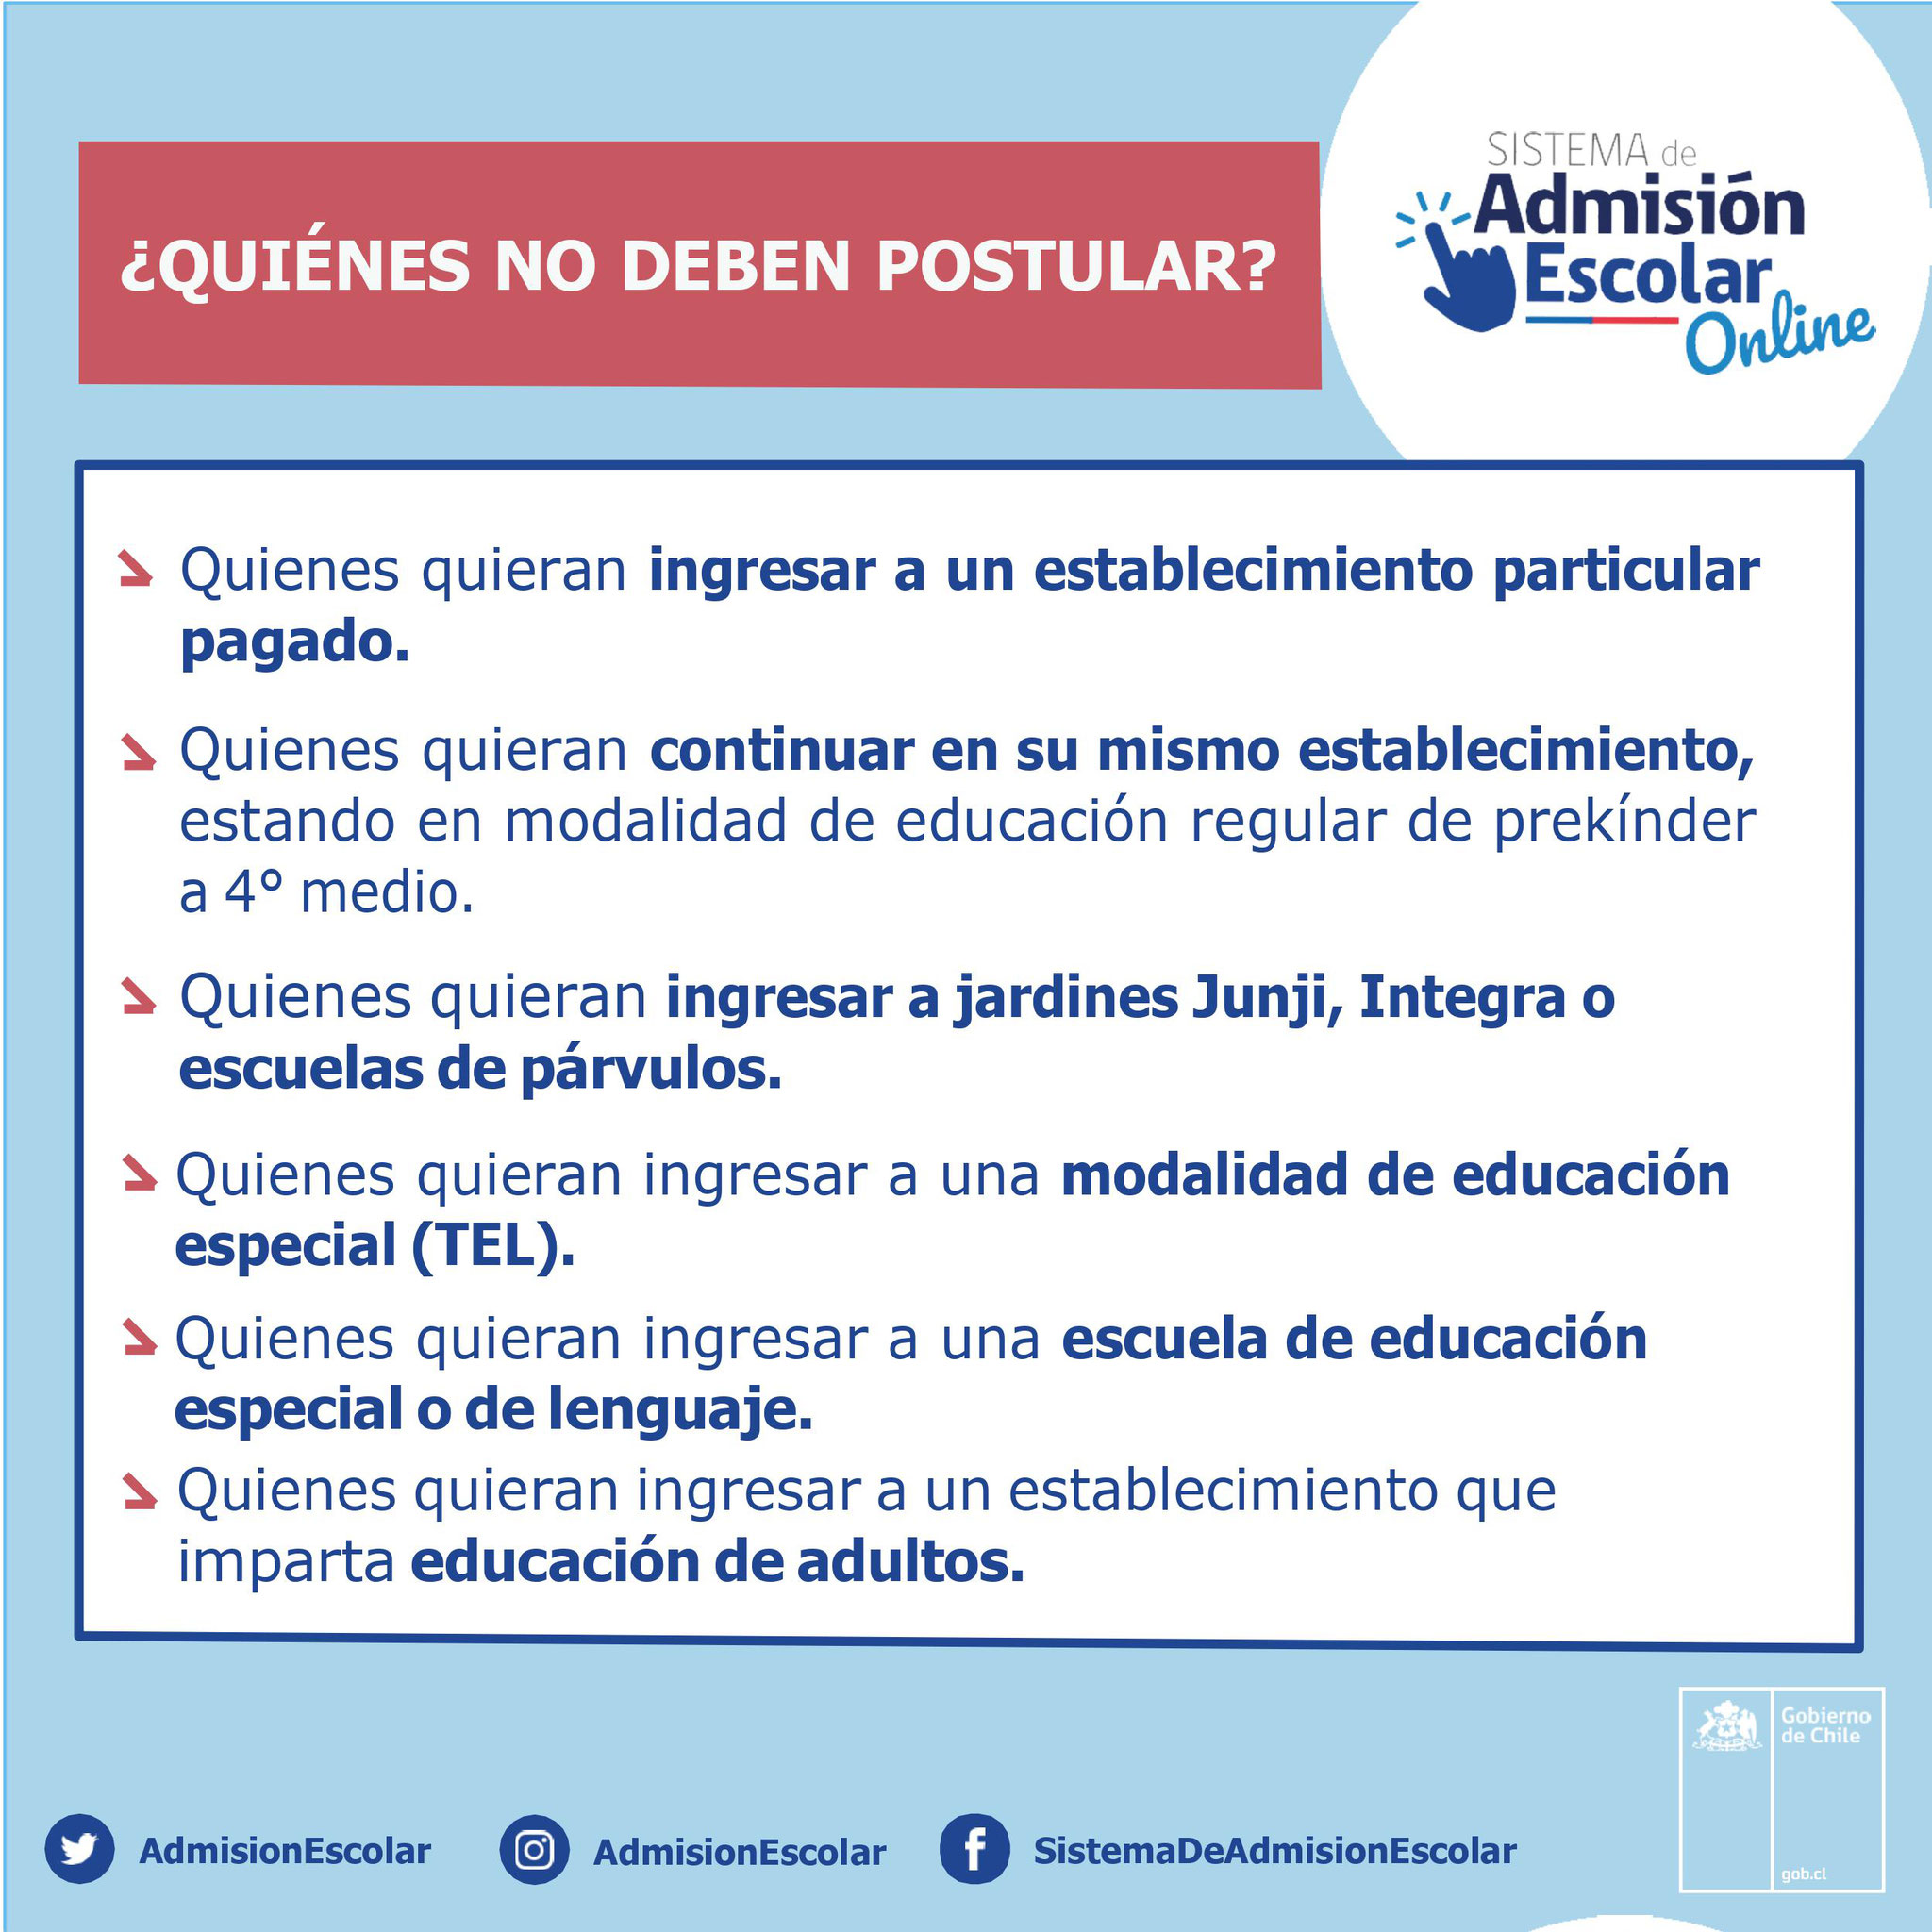 SISTEMA de
Admisión
Escolar
Online
¿QUIÉNES NO DEBEN POSTULAR?
Quienes quieran ingresar a un establecimiento particular
pagado.
Quienes quieran continuar en su mismo establecimiento,
estando en modalidad de educación regular de prekínder
a 4° medio.
Quienes quieran ingresar a jardines Junji, Integra o
escuelas de párvulos.
Quienes quieran ingresar a una modalidad de educación
especial (TEL).
Quienes quieran ingresar a una escuela de educación
especial o de lenguaje.
Quienes quieran ingresar a un establecimiento que
imparta educación de adultos.
Gobierno
de Chile
gob.cl
AdmisionEscolar
AdmisionEscolar
SistemaDeAdmisionEscolar